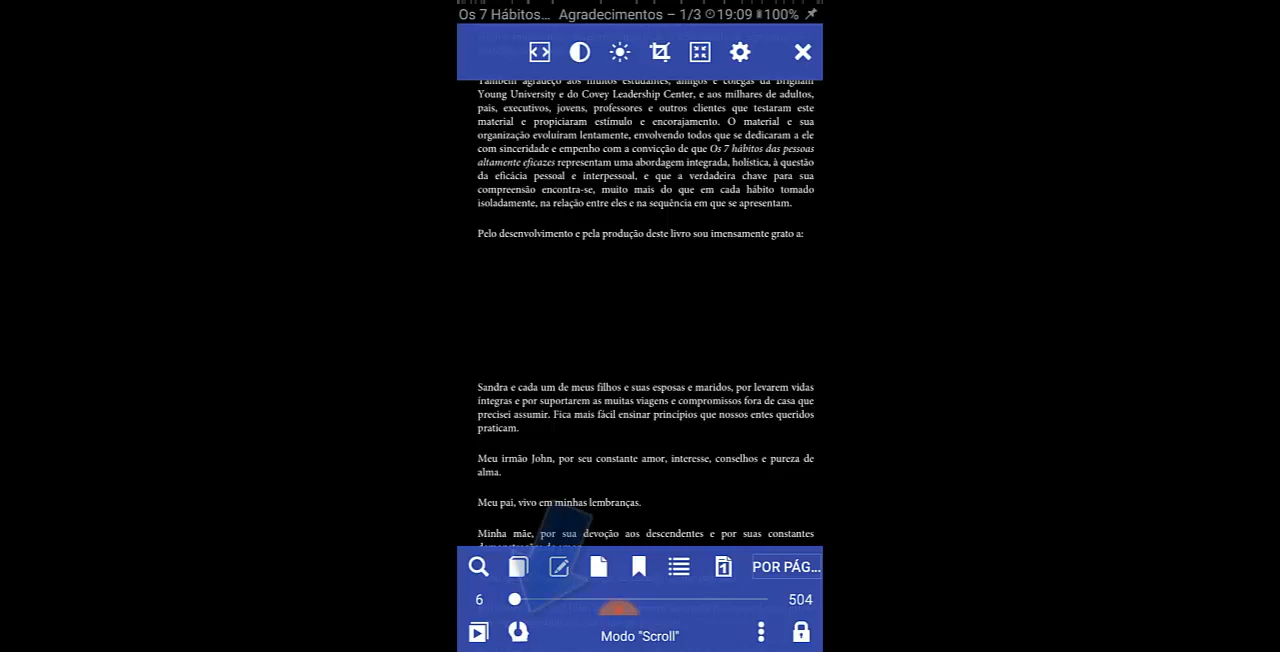 Os 7 Hábitos... Agradecimentos – 1/3 19:09 100%
Também agradeço aos muitos estudantes, amigos e colegas da Brigham
Young University e do Covey Leadership Center, e aos milhares de adultos,
pais, executivos, jovens, professores e outros clientes que testaram este
material e propiciaram estímulo e encorajamento. O material e sua
organização evoluíram lentamente, envolvendo todos que se dedicaram a ele
com sinceridade e empenho com a convicção de que Os 7 hábitos das pessoas
altamente eficazes representam uma abordagem integrada, holística, à questão
da eficácia pessoal e interpessoal, e que a verdadeira chave para sua
compreensão encontra-se, muito mais do que em cada hábito tomado
isoladamente, na relação entre eles e na sequência em que se apresentam.
Pelo desenvolvimento e pela produção deste livro sou imensamente grato a:
Sandra e cada um de meus filhos e suas esposas e maridos, por levarem vidas
íntegras e por suportarem as muitas viagens e compromissos fora de casa que
precisei assumir. Fica mais fácil ensinar princípios que nossos entes queridos
praticam.
Meu irmão John, por seu constante amor, interesse, conselhos e pureza de
alma.
Meu pai, vivo em minhas lembranças.
Minha mãe, por sua devoção aos descendentes e por suas constantes
1 POR PÁG...
6 504
Modo "Scroll"